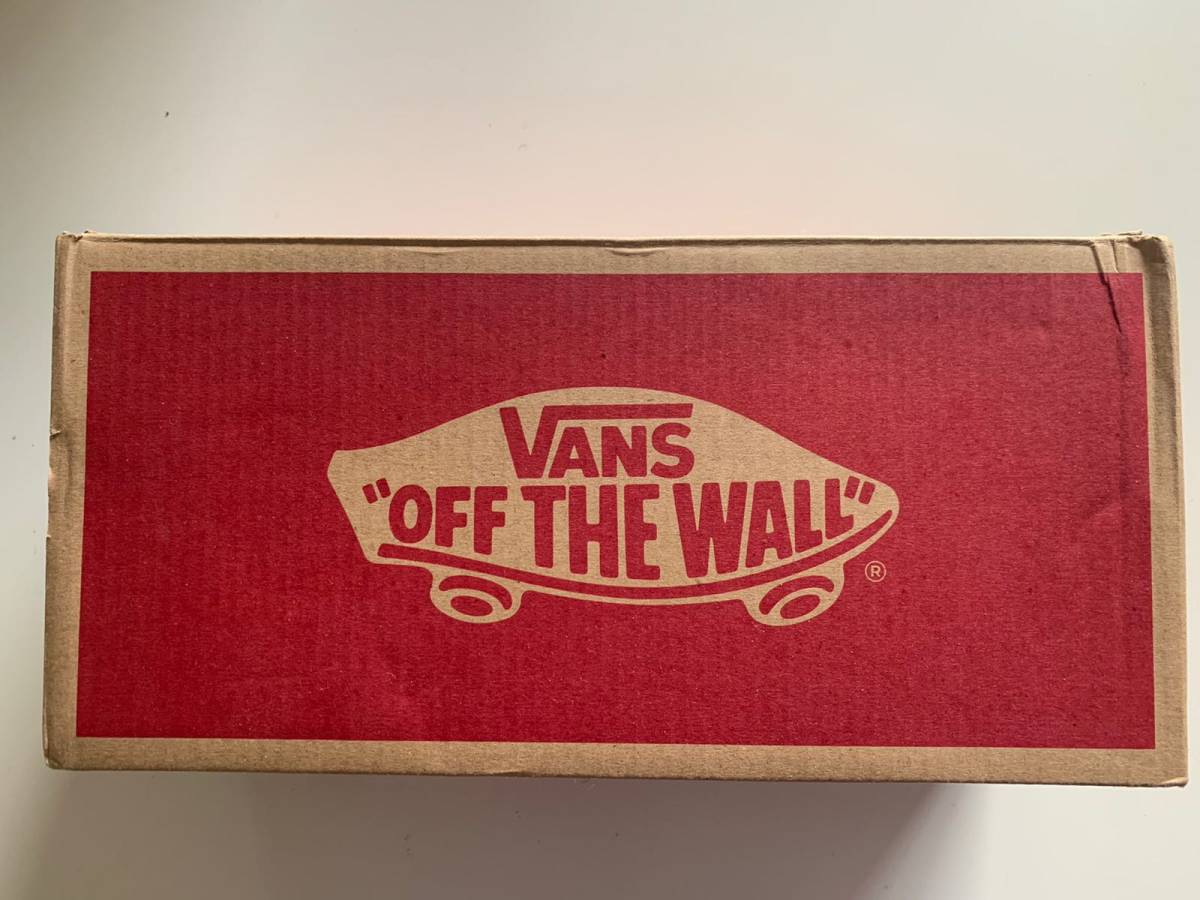 VANS
"OFF THE WALL"
®